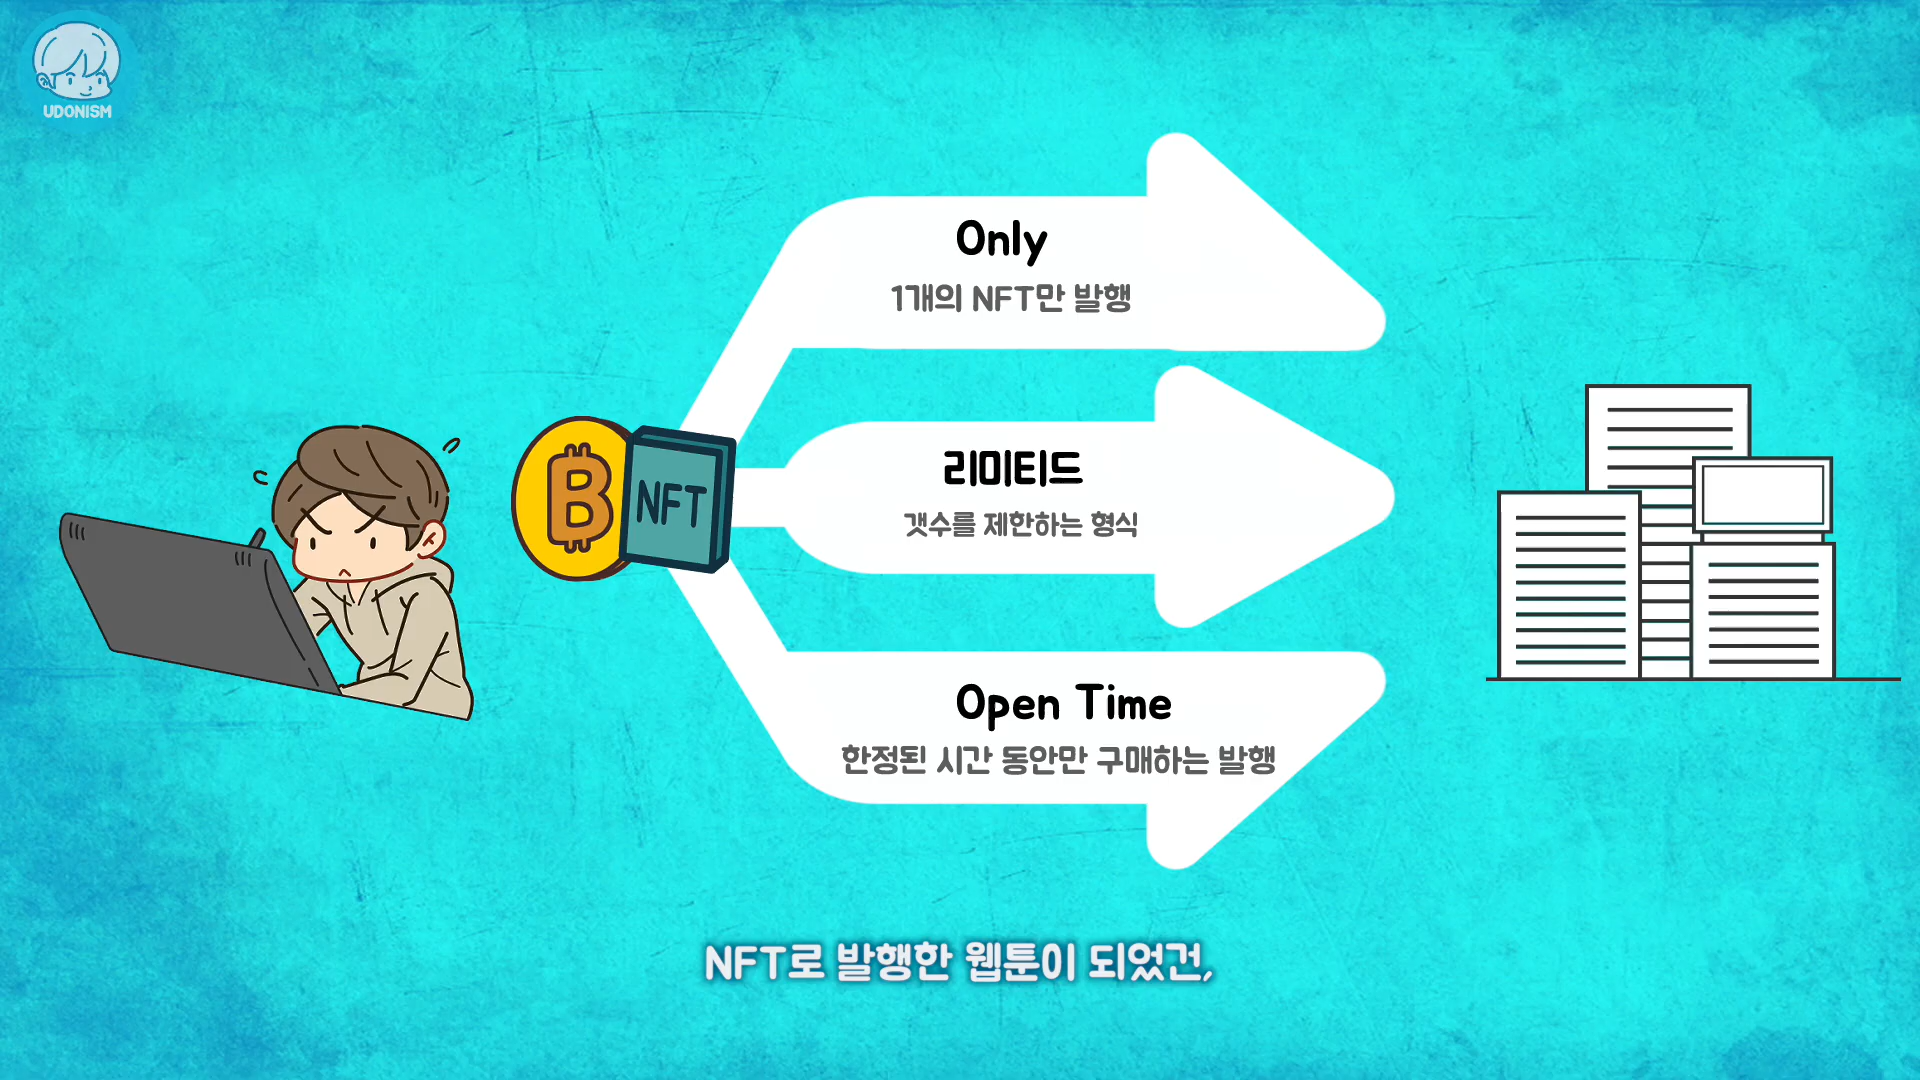 UDONISM
Only
1개의 NFT만 발행
B NFT
리미티드
갯수를 제한하는 형식
Open Time
한정된 시간 동안만 구매하는 발행
NFT로 발행한 웹툰이 되었건,